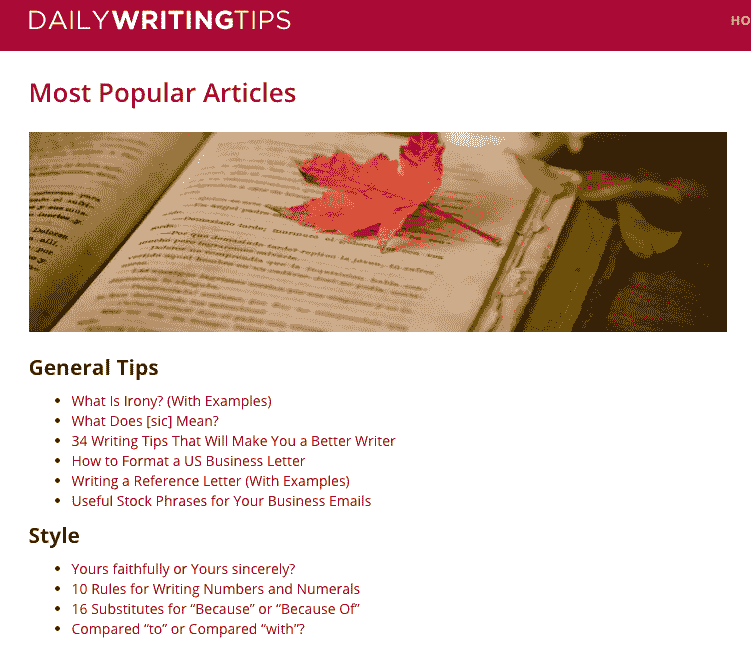 DAILYWRITINGTIPS
HO
Most Popular Articles
General Tips
What Is Irony? (With Examples)
What Does [sic] Mean?
34 Writing Tips That Will Make You a Better Writer
How to Format a US Business Letter
Writing a Reference Letter (With Examples)
Useful Stock Phrases for Your Business Emails
Style
Yours faithfully or Yours sincerely?
10 Rules for Writing Numbers and Numerals
16 Substitutes for “Because” or “Because Of”
Compared “to” or Compared “with”?